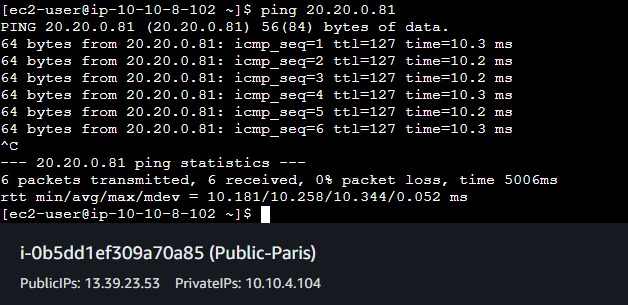 [ec2-user@ip-10-10-8-102 ~]$ ping 20.20.0.81
PING 20.20.0.81 (20.20.0.81) 56(84) bytes of data.
64 bytes from 20.20.0.81: icmp_seq=1 ttl=127 time=10.3 ms
64 bytes from 20.20.0.81: icmp_seq=2 ttl=127 time=10.2 ms
64 bytes from 20.20.0.81: icmp_seq=3 ttl=127 time=10.2 ms
64 bytes from 20.20.0.81: icmp_seq=4 ttl=127 time=10.3 ms
64 bytes from 20.20.0.81: icmp_seq=5 ttl=127 time=10.2 ms
64 bytes from 20.20.0.81: icmp_seq=6 ttl=127 time=10.3 ms
^C
--- 20.20.0.81 ping statistics ---
6 packets transmitted, 6 received, 0% packet loss, time 5006ms
rtt min/avg/max/mdev = 10.181/10.258/10.344/0.052 ms
[ec2-user@ip-10-10-8-102 ~]$
i-0b5dd1ef309a70a85 (Public-Paris)
PublicIPs: 13.39.23.53 PrivateIPs: 10.10.4.104